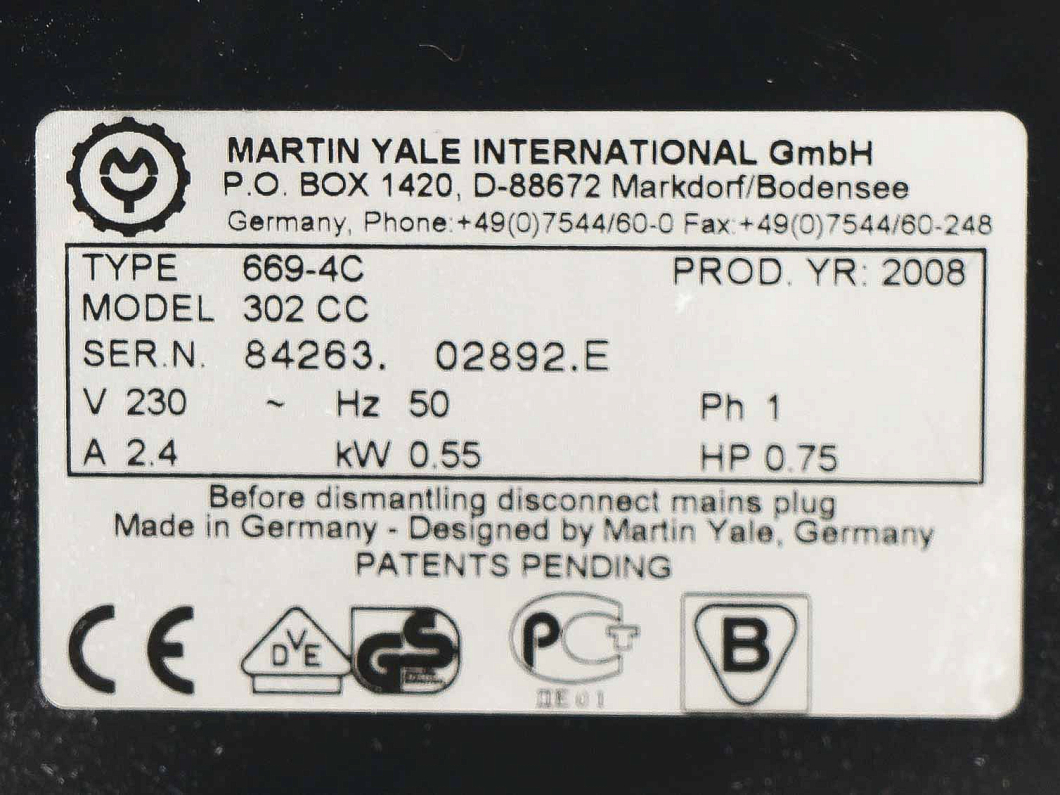 MARTIN YALE INTERNATIONAL GmbH
P.O. BOX 1420, D-88672 Markdorf/Bodensee
Germany, Phone:+49(0)7544/60-0 Fax:+49(0)7544/60-248
TYPE 669-4C PROD. YR: 2008
MODEL 302 CC
SER.N. 84263. 02892.E
V 230 ~ Hz 50 Ph 1
A 2.4 kW 0.55 HP 0.75
Before dismantling disconnect mains plug
Made in Germany - Designed by Martin Yale, Germany
PATENTS PENDING
CE DVE GS PCT B